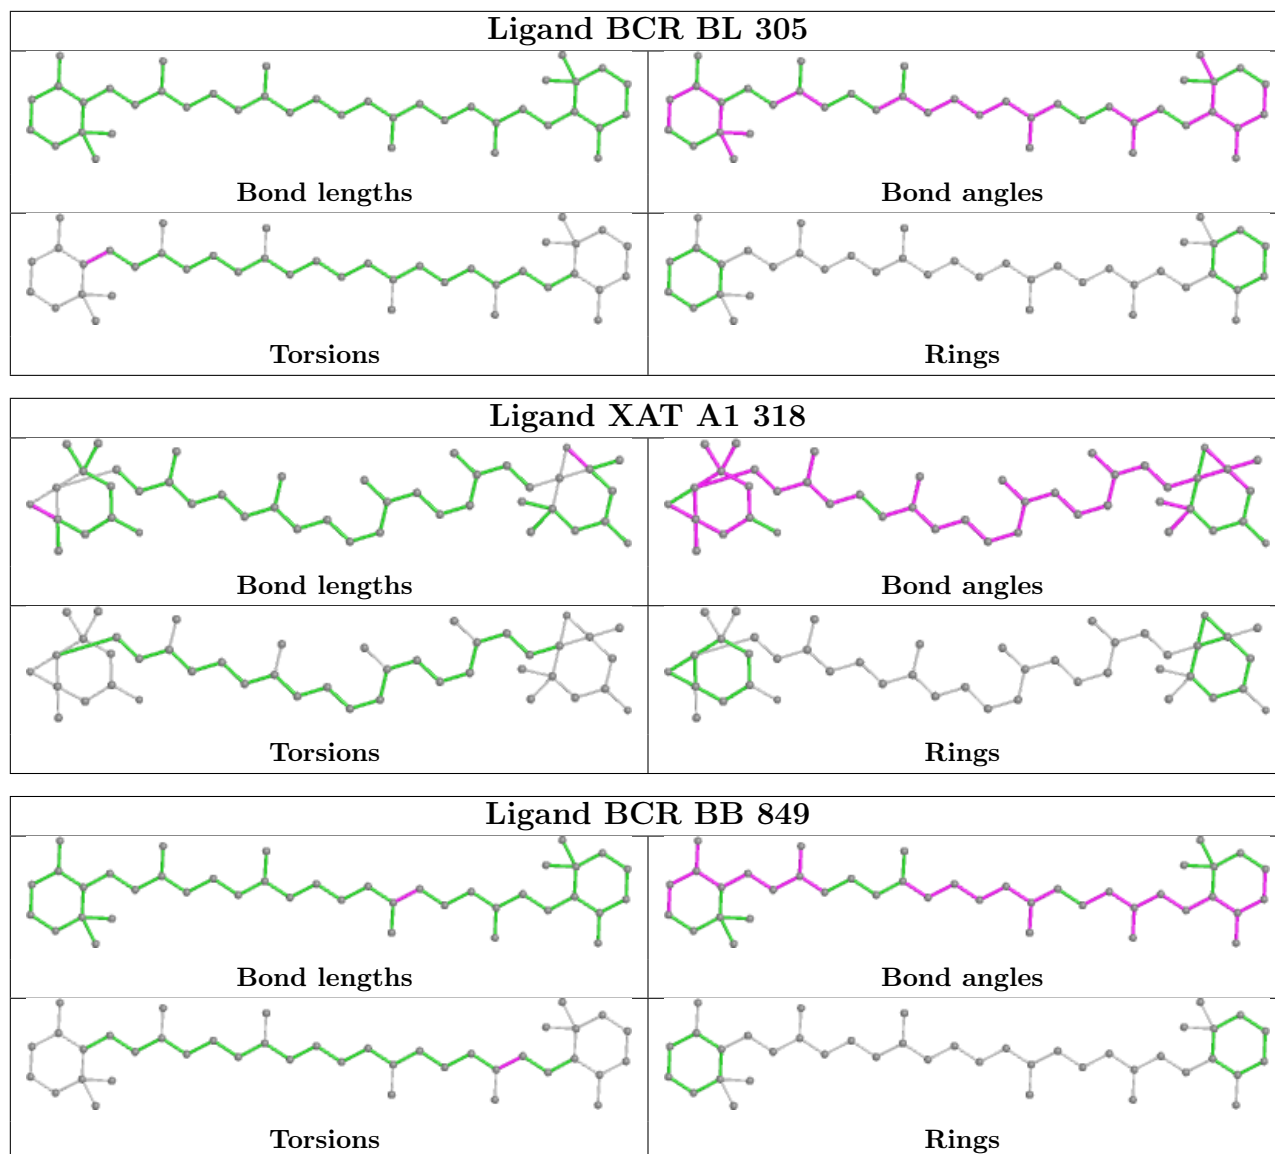 Ligand BCR BL 305
Bond lengths
Bond angles
Torsions
Rings
Ligand XAT A1 318
Bond lengths
Bond angles
Torsions
Rings
Ligand BCR BB 849
Bond lengths
Bond angles
Torsions
Rings